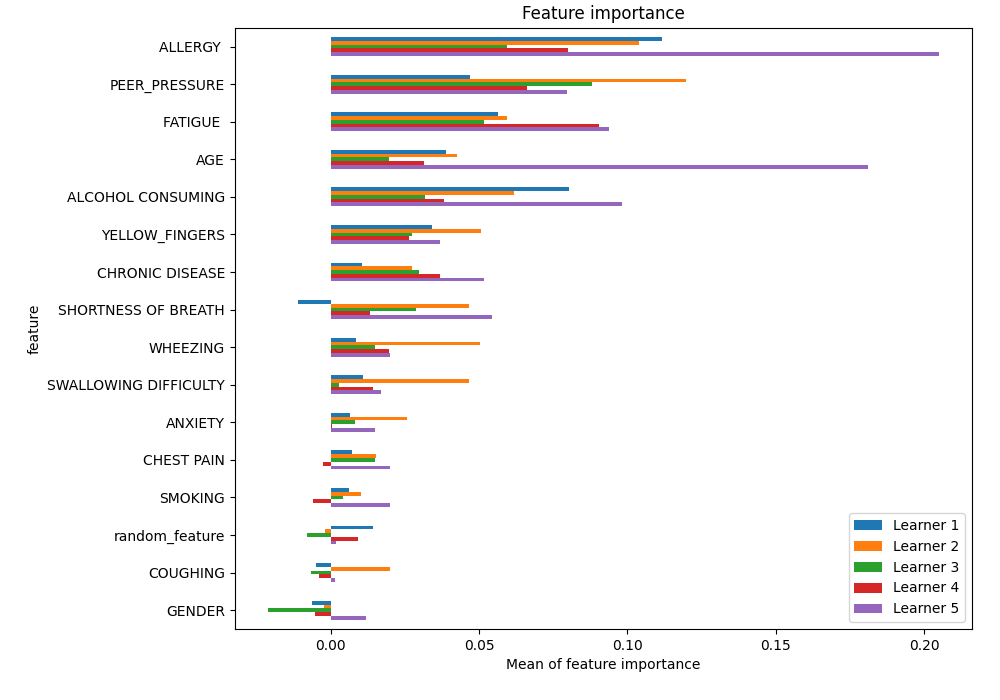 Feature importance
ALLERGY
PEER_PRESSURE
FATIGUE
AGE
ALCOHOL CONSUMING
YELLOW_FINGERS
CHRONIC DISEASE
SHORTNESS OF BREATH
WHEEZING
SWALLOWING DIFFICULTY
ANXIETY
CHEST PAIN
SMOKING
random_feature
COUGHING
GENDER
feature
Learner 1
Learner 2
Learner 3
Learner 4
Learner 5
0.00 0.05 0.10 0.15 0.20
Mean of feature importance